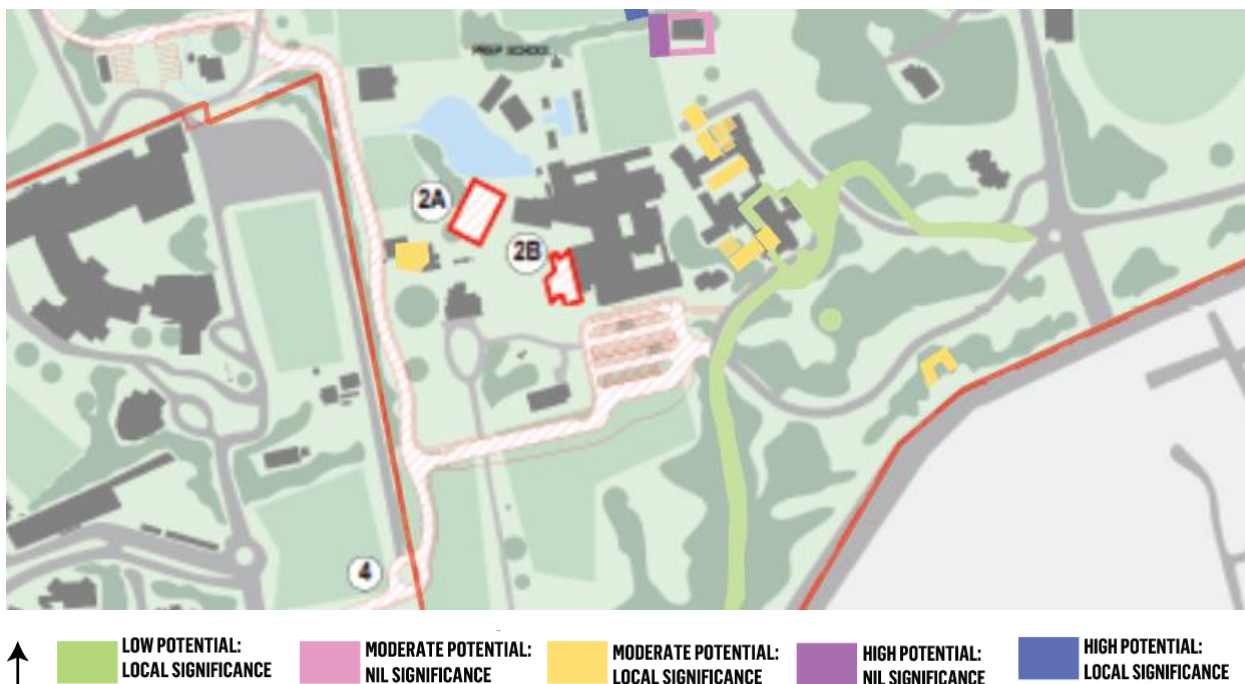 PREP SCHOOL
2A
2B
4
LOW POTENTIAL:
LOCAL SIGNIFICANCE
MODERATE POTENTIAL:
NIL SIGNIFICANCE
MODERATE POTENTIAL:
LOCAL SIGNIFICANCE
HIGH POTENTIAL:
NIL SIGNIFICANCE
HIGH POTENTIAL:
LOCAL SIGNIFICANCE